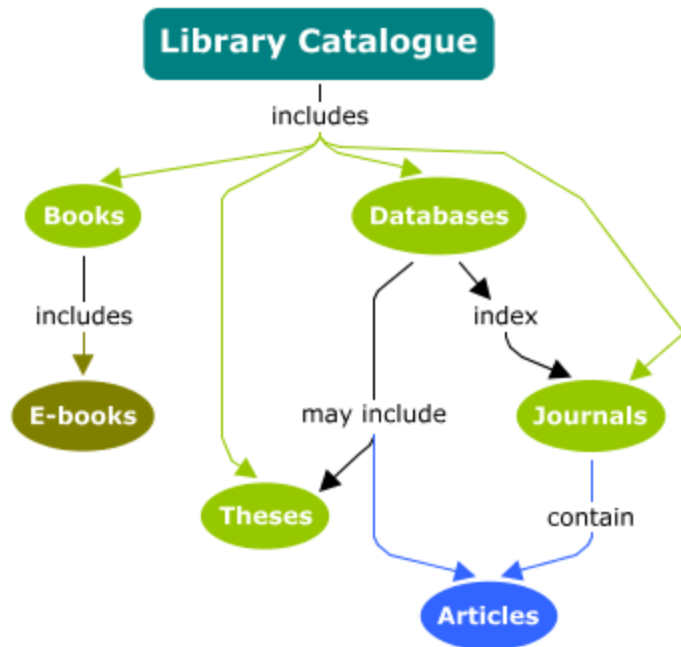 Library Catalogue
includes
Books
Databases
includes
index
E-books
may include
Journals
Theses
contain
Articles